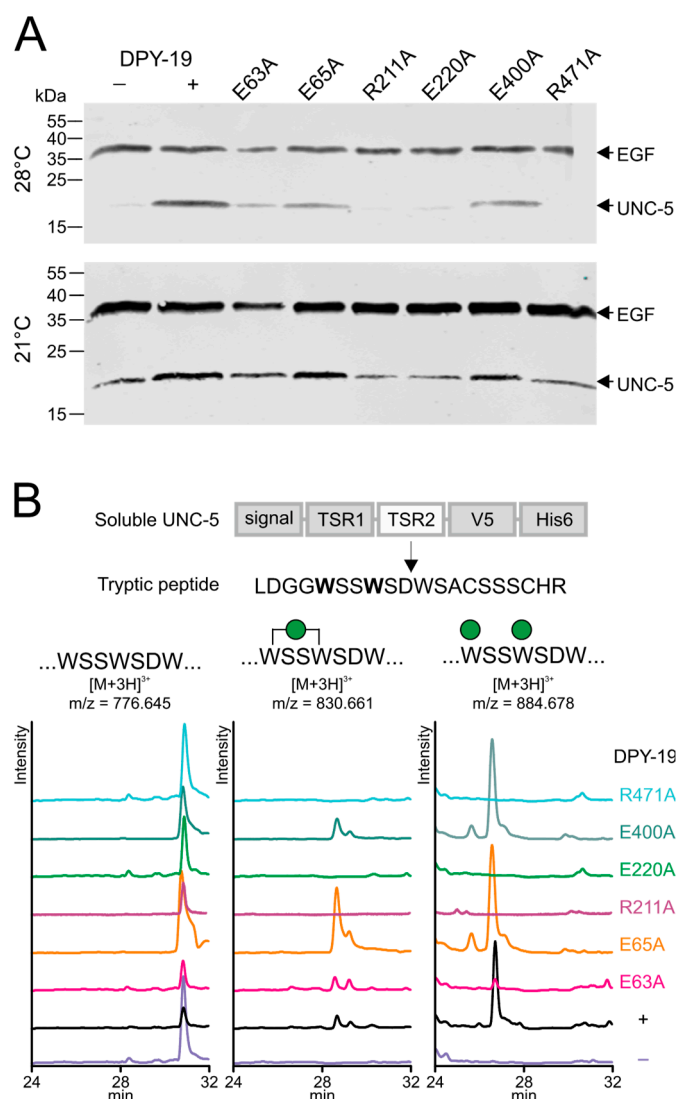 A
DPY-19
– + E63A E65A R211A E220A E400A R471A
kDa
28°C
55
40
35
25
15
EGF
UNC-5
21°C
55
40
35
25
15
EGF
UNC-5
B
Soluble UNC-5 signal TSR1 TSR2 V5 His6
Tryptic peptide LDGGWSSWSDWSACSSSCHR
...WSSWSDW... ...WSSWSDW... ...WSSWSDW...
[M+3H]3+ [M+3H]3+ [M+3H]3+
m/z = 776.645 m/z = 830.661 m/z = 884.678
Intensity Intensity Intensity
DPY-19
R471A
E400A
E220A
R211A
E65A
E63A
+
–
24 28 32 24 28 32 24 28 32
min min min